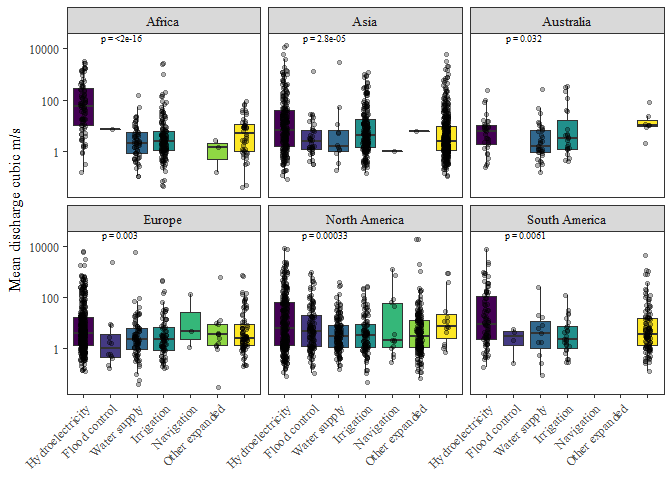 Africa
Asia
Australia
p = <2e-16
p = 2.8e-05
p = 0.032
10000
100
1
Europe
North America
South America
p = 0.003
p = 0.00033
p = 0.0061
10000
100
1
Mean discharge cubic m/s
Hydroelectricity
Flood control
Water supply
Irrigation
Navigation
Other expanded
Hydroelectricity
Flood control
Water supply
Irrigation
Navigation
Other expanded
Hydroelectricity
Flood control
Water supply
Irrigation
Navigation
Other expanded